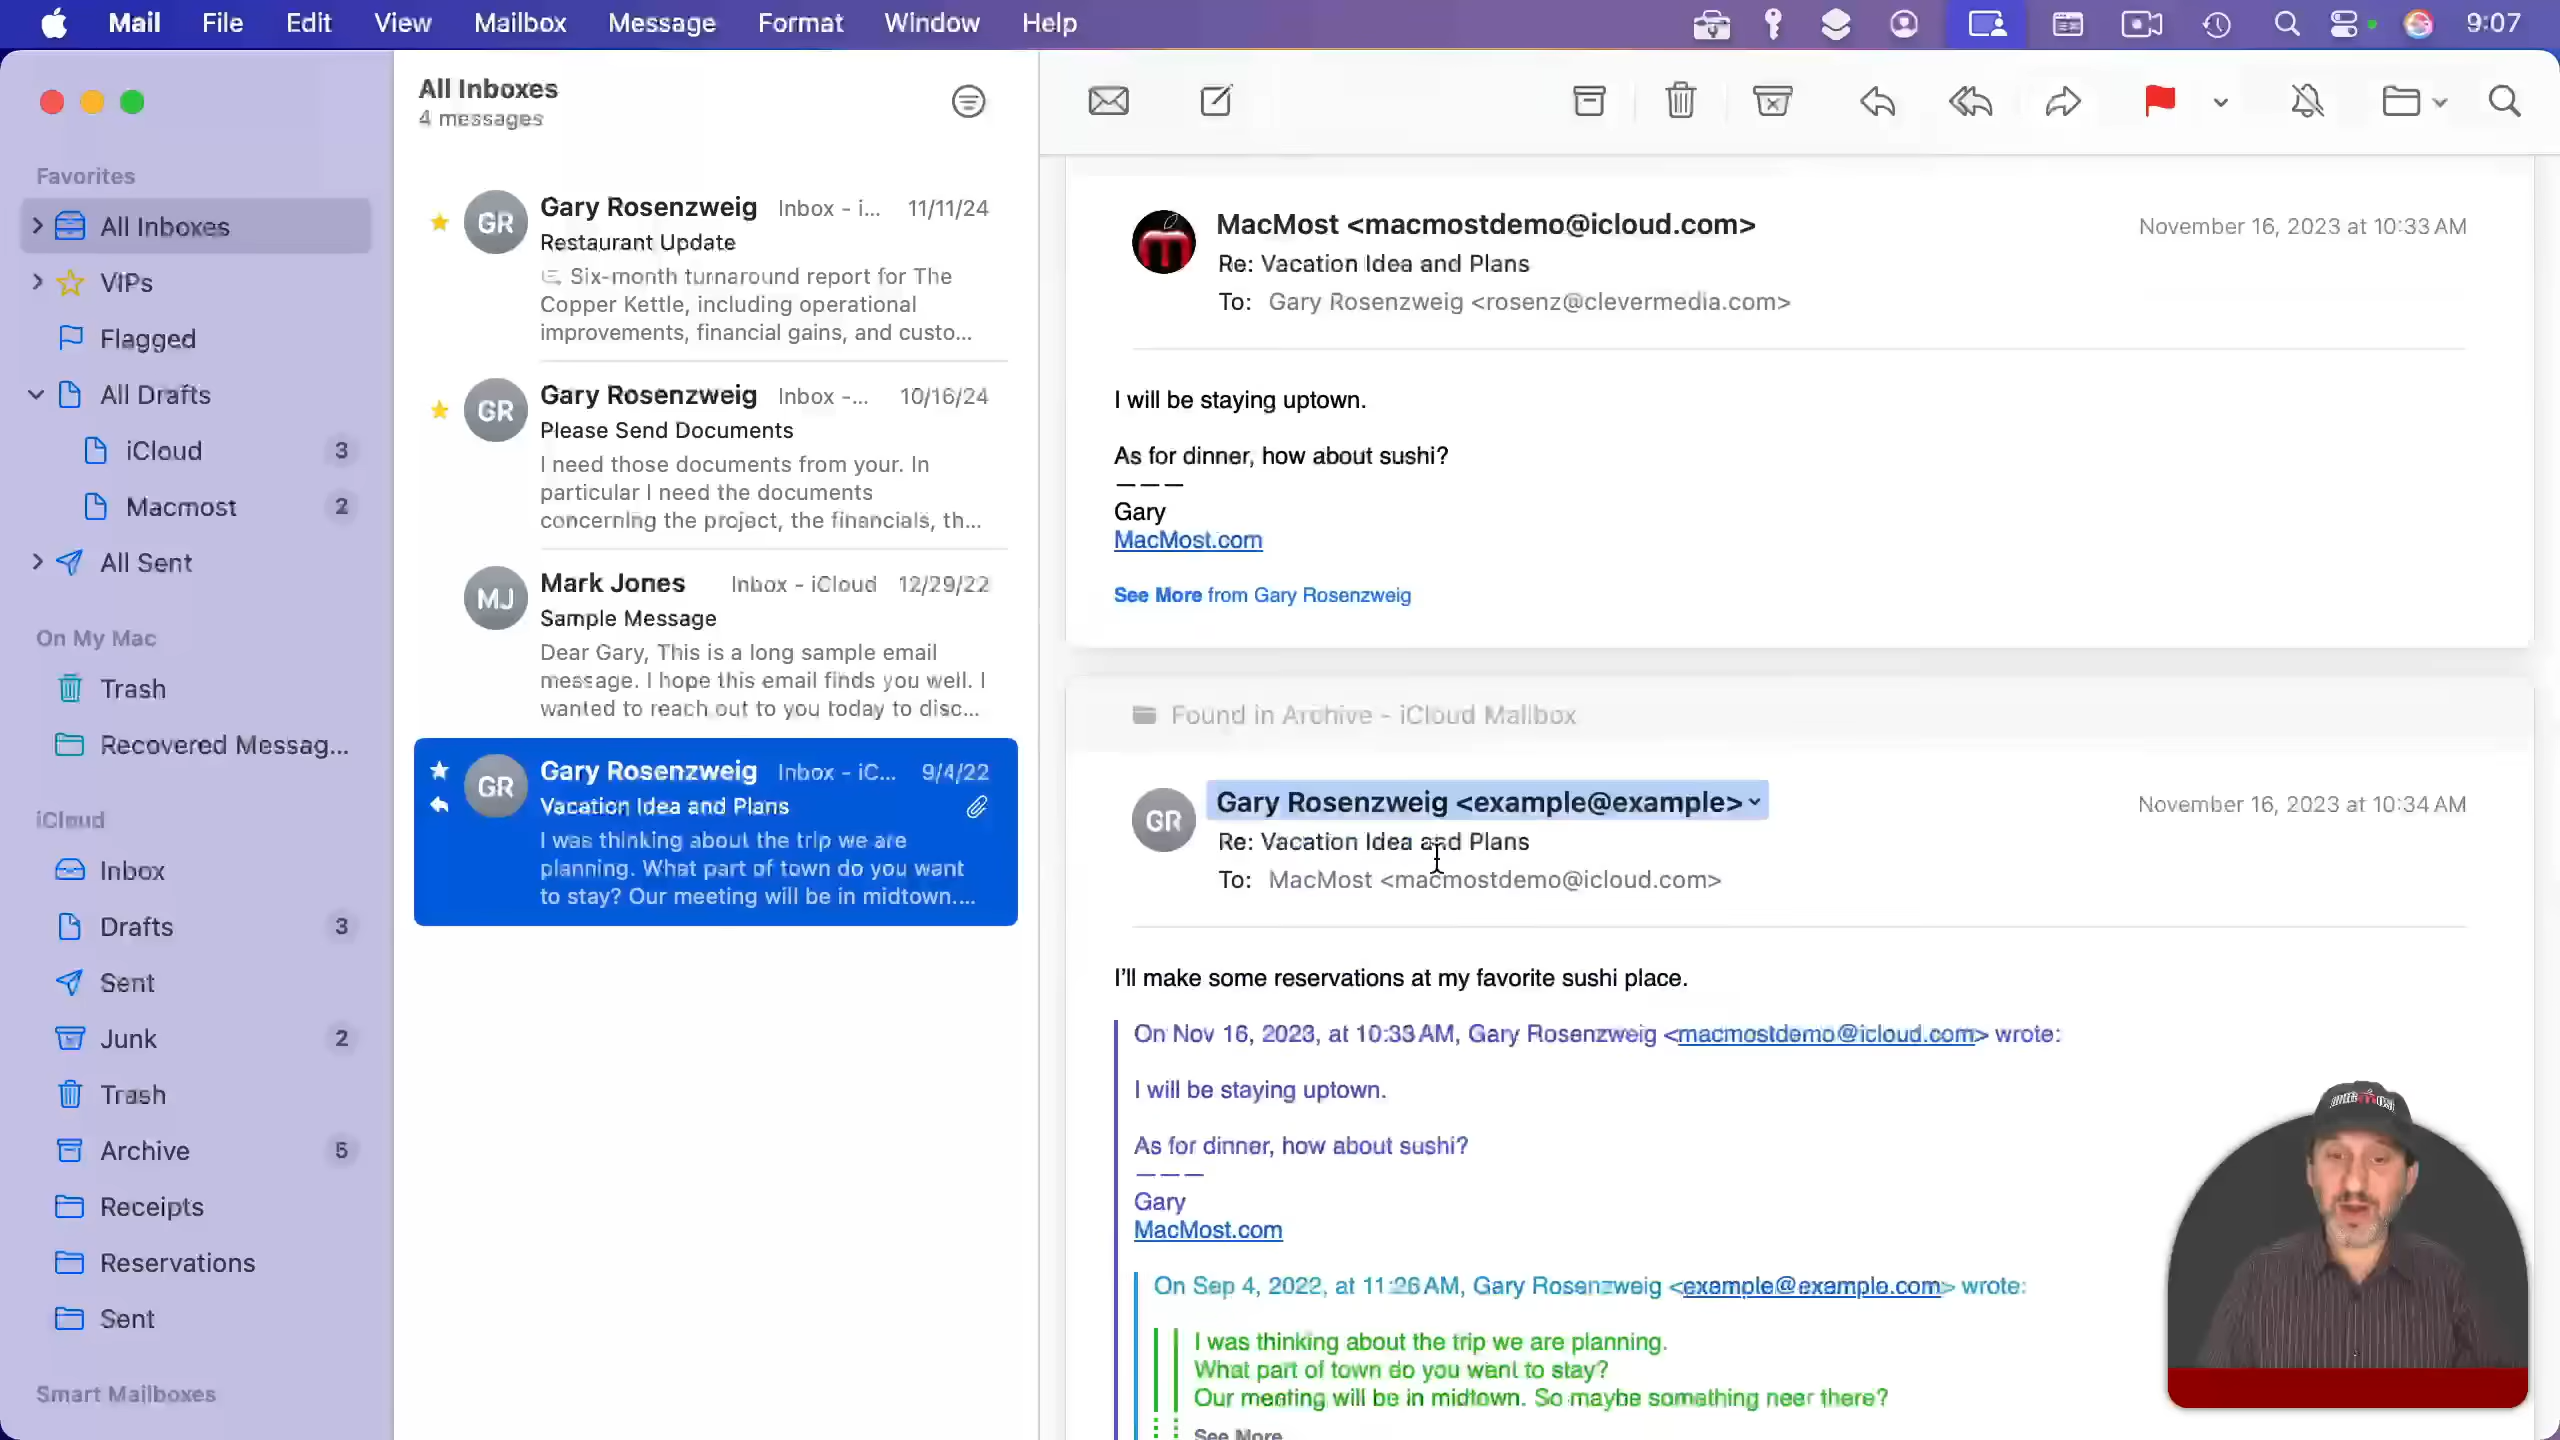 Mail File Edit View Mailbox Message Format Window Help 9:07
Favorites
All Inboxes
VIPs
Flagged
All Drafts
iCloud 3
Macmost 2
All Sent
On My Mac
Trash
Recovered Messag...
iCloud
Inbox
Drafts 3
Sent
Junk 2
Trash
Archive 5
Receipts
Reservations
Sent
Smart Mailboxes
All Inboxes
4 messages
GR Gary Rosenzweig Inbox - i... 11/11/24
Restaurant Update
Six-month turnaround report for The
Copper Kettle, including operational
improvements, financial gains, and custo...
GR Gary Rosenzweig Inbox -... 10/16/24
Please Send Documents
I need those documents from your. In
particular I need the documents
concerning the project, the financials, th...
MJ Mark Jones Inbox - iCloud 12/29/22
Sample Message
Dear Gary, This is a long sample email
message. I hope this email finds you well. I
wanted to reach out to you today to disc...
GR Gary Rosenzweig Inbox - iC... 9/4/22
Vacation Idea and Plans
I was thinking about the trip we are
planning. What part of town do you want
to stay? Our meeting will be in midtown....
MacMost <macmostdemo@icloud.com> November 16, 2023 at 10:33 AM
Re: Vacation Idea and Plans
To: Gary Rosenzweig <rosenz@clevermedia.com>
I will be staying uptown.
As for dinner, how about sushi?
———
Gary
MacMost.com
See More from Gary Rosenzweig
Found in Archive - iCloud Mailbox
GR Gary Rosenzweig <example@example> November 16, 2023 at 10:34 AM
Re: Vacation Idea and Plans
To: MacMost <macmostdemo@icloud.com>
I'll make some reservations at my favorite sushi place.
On Nov 16, 2023, at 10:33 AM, Gary Rosenzweig <macmostdemo@icloud.com> wrote:
I will be staying uptown.
As for dinner, how about sushi?
———
Gary
MacMost.com
On Sep 4, 2022, at 11:26 AM, Gary Rosenzweig <example@example.com> wrote:
I was thinking about the trip we are planning.
What part of town do you want to stay?
Our meeting will be in midtown. So maybe something near there?
See More